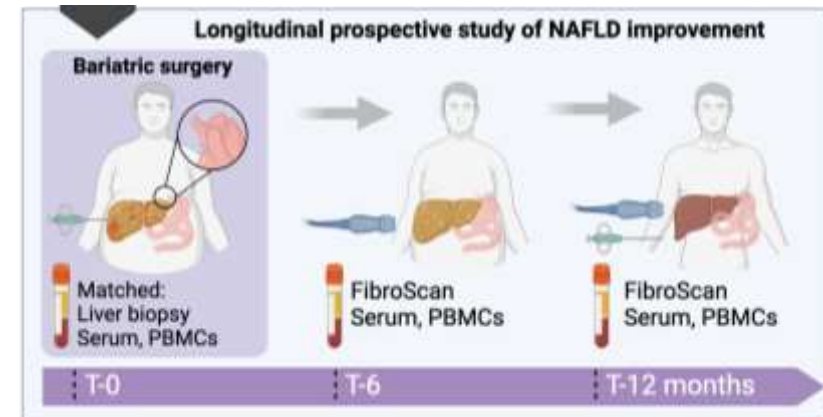 Longitudinal prospective study of NAFLD improvement
Bariatric surgery
Matched:
Liver biopsy
Serum, PBMCs
FibroScan
Serum, PBMCs
FibroScan
Serum, PBMCs
T-0
T-6
T-12 months